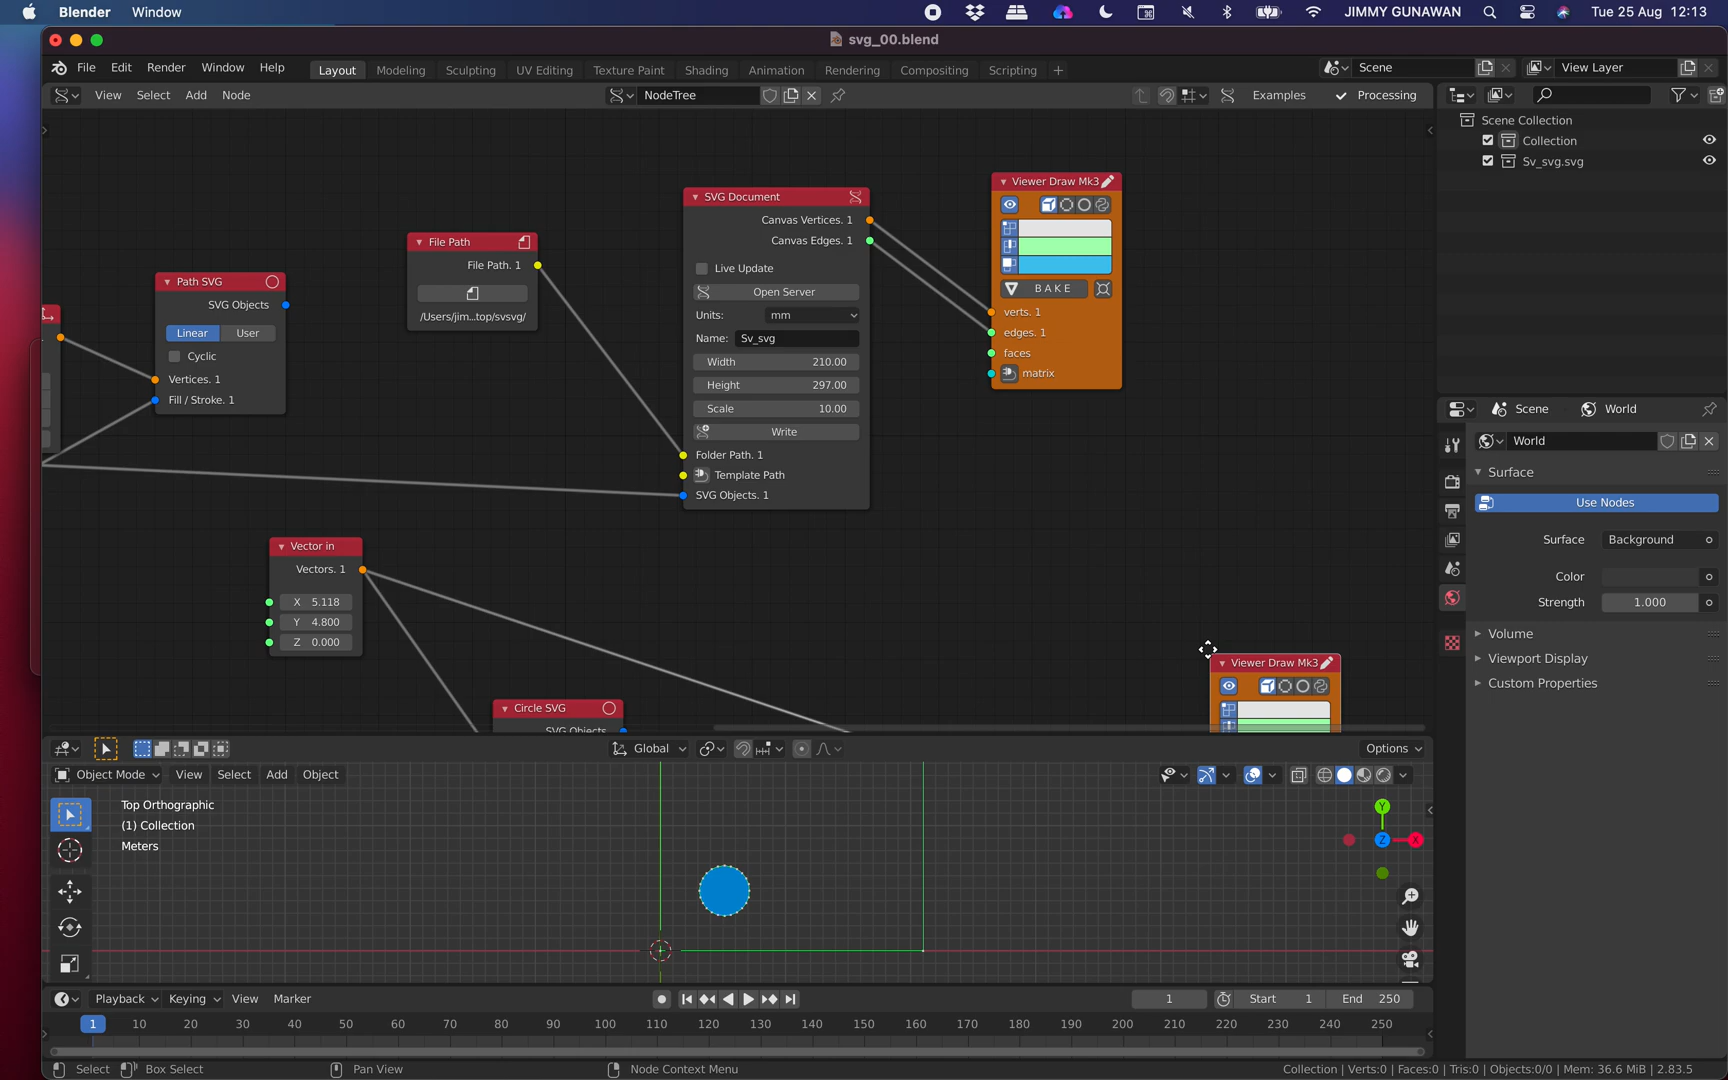 Blender Window JIMMY GUNAWAN Tue 25 Aug 12:13
svg_00.blend
File Edit Render Window Help Layout Modeling Sculpting UV Editing Texture Paint Shading Animation Rendering Compositing Scripting + Scene View Layer
View Select Add Node NodeTree Examples Processing
Scene Collection
Collection
Sv_svg.svg
Viewer Draw Mk3
BAKE
verts. 1
edges. 1
faces
matrix
SVG Document
Canvas Vertices. 1
Canvas Edges. 1
Live Update
Open Server
Units: mm
Name: Sv_svg
Width 210.00
Height 297.00
Scale 10.00
Write
Folder Path. 1
Template Path
SVG Objects. 1
File Path
File Path. 1
/Users/jim...top/svsvg/
Path SVG
SVG Objects
Linear User
Cyclic
Vertices. 1
Fill / Stroke. 1
Vector in
Vectors. 1
X 5.118
Y 4.800
Z 0.000
Circle SVG
SVG Objects
Viewer Draw Mk3
Scene World
World
Surface
Use Nodes
Surface Background
Color
Strength 1.000
Volume
Viewport Display
Custom Properties
Global Options
Object Mode View Select Add Object
Top Orthographic
(1) Collection
Meters
Y
Z
X
Playback Keying View Marker 1 Start 1 End 250
1 10 20 30 40 50 60 70 80 90 100 110 120 130 140 150 160 170 180 190 200 210 220 230 240 250
Select Box Select Pan View Node Context Menu Collection | Verts:0 | Faces:0 | Tris:0 | Objects:0/0 | Mem: 36.6 MiB | 2.83.5